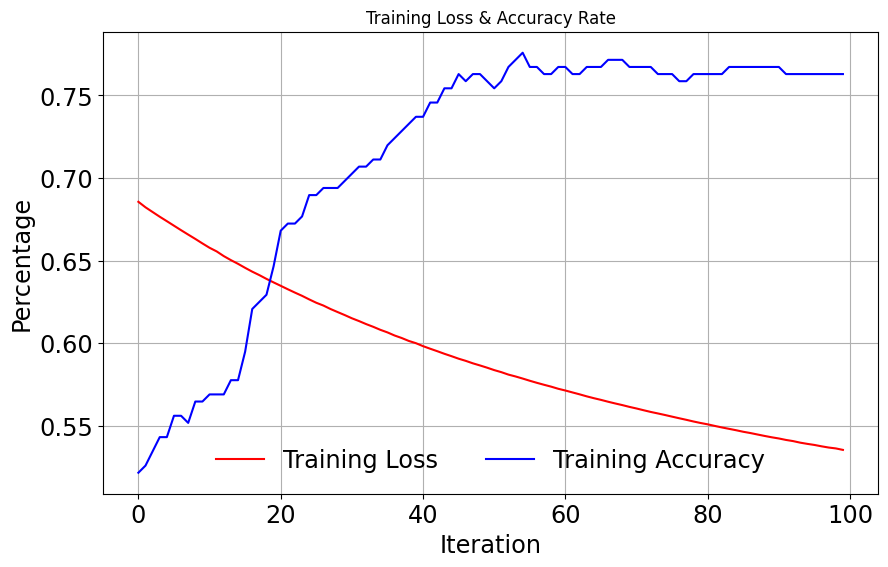 Training Loss & Accuracy Rate
Percentage
0.75
0.70
0.65
0.60
0.55
Training Loss Training Accuracy
0 20 40 60 80 100
Iteration